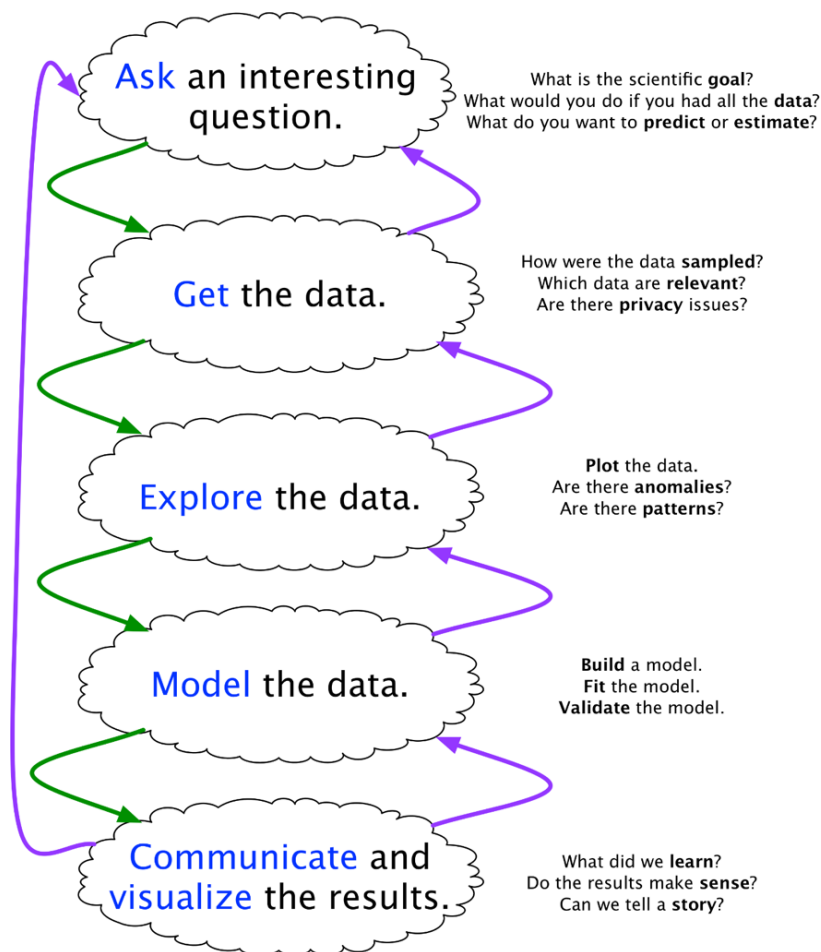 Ask an interesting
question.
What is the scientific goal?
What would you do if you had all the data?
What do you want to predict or estimate?
Get the data.
How were the data sampled?
Which data are relevant?
Are there privacy issues?
Explore the data.
Plot the data.
Are there anomalies?
Are there patterns?
Model the data.
Build a model.
Fit the model.
Validate the model.
Communicate and
visualize the results.
What did we learn?
Do the results make sense?
Can we tell a story?